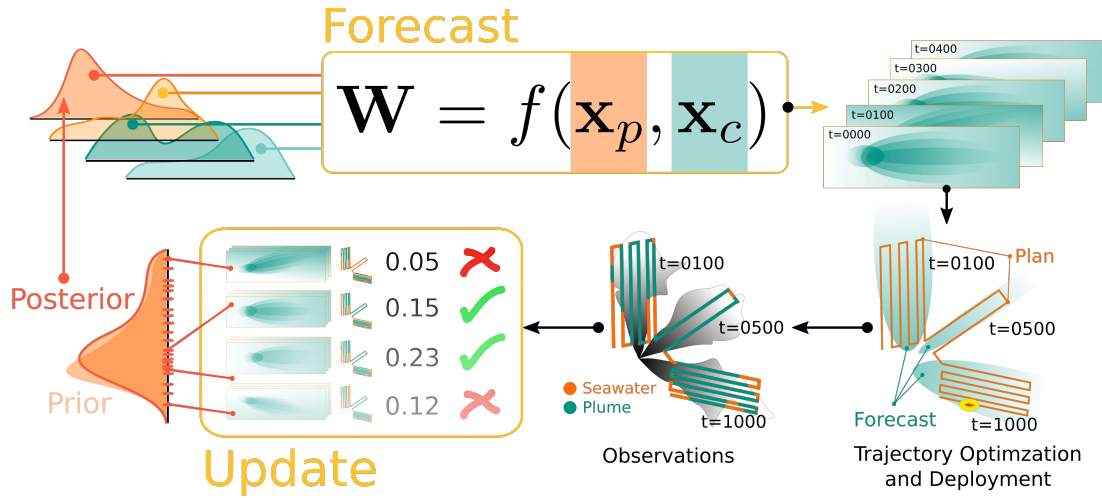 Forecast
W = f(x_p, x_c)
t=0400
t=0300
t=0200
t=0100
t=0000
Posterior
Prior
0.05
0.15
0.23
0.12
Update
t=0100
t=0500
t=1000
Seawater
Plume
Observations
Plan
t=0100
t=0500
t=1000
Forecast
Trajectory Optimzation
and Deployment